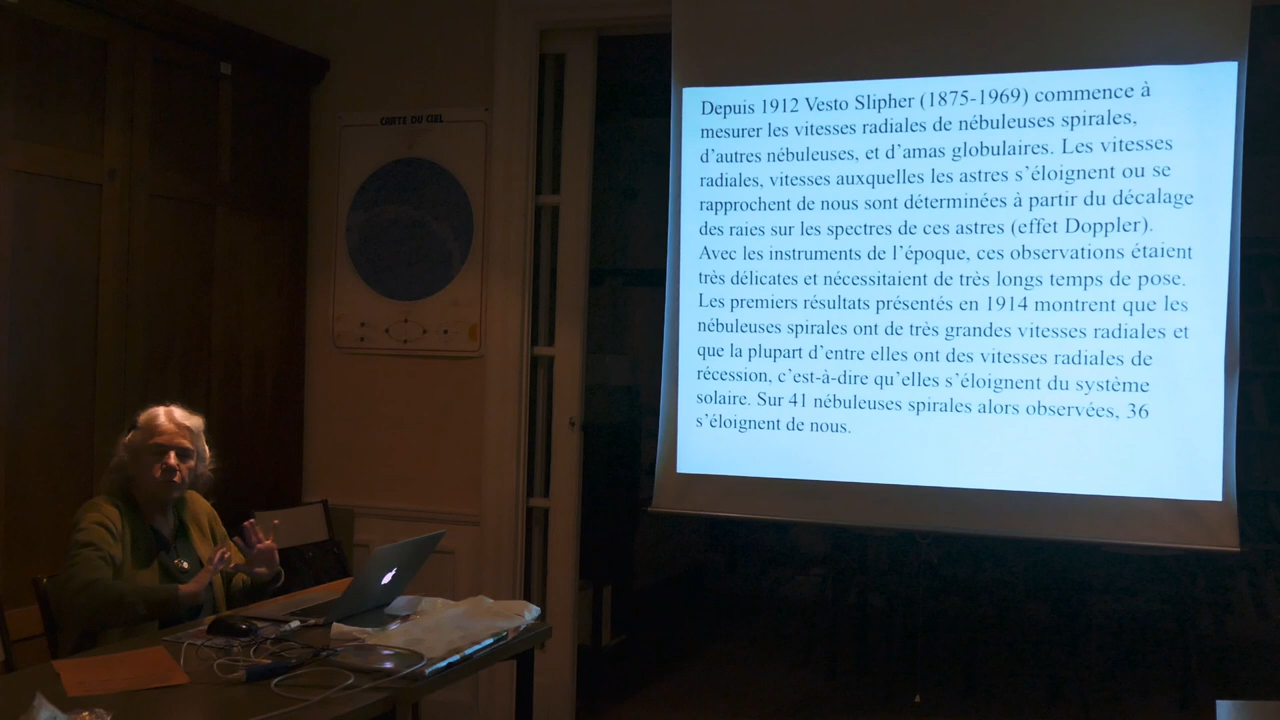 CARTE DU CIEL
Depuis 1912 Vesto Slipher (1875-1969) commence à
mesurer les vitesses radiales de nébuleuses spirales,
d’autres nébuleuses, et d’amas globulaires. Les vitesses
radiales, vitesses auxquelles les astres s’éloignent ou se
rapprochent de nous sont déterminées à partir du décalage
des raies sur les spectres de ces astres (effet Doppler).
Avec les instruments de l’époque, ces observations étaient
très délicates et nécessitaient de très longs temps de pose.
Les premiers résultats présentés en 1914 montrent que les
nébuleuses spirales ont de très grandes vitesses radiales et
que la plupart d’entre elles ont des vitesses radiales de
récession, c’est-à-dire qu’elles s’éloignent du système
solaire. Sur 41 nébuleuses spirales alors observées, 36
s’éloignent de nous.